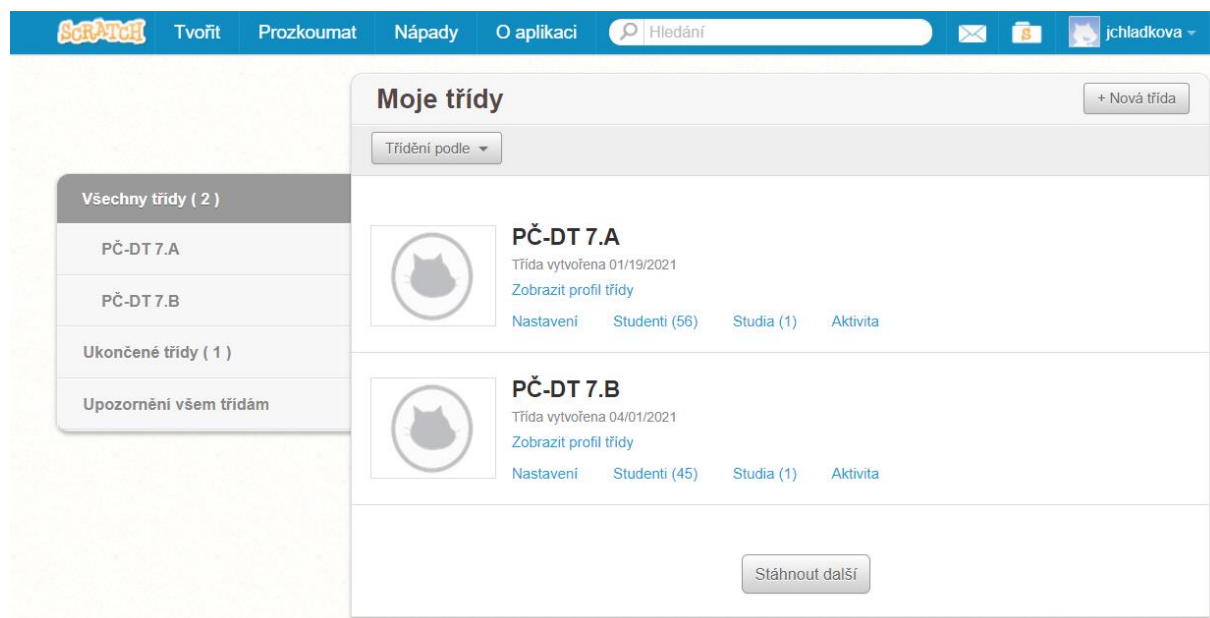 SCRATCH Tvořit Prozkoumat Nápady O aplikaci Hledání S jchladkova
Moje třídy
+ Nová třída
Třídění podle
Všechny třídy ( 2 )
PČ-DT 7.A
PČ-DT 7.B
Ukončené třídy ( 1 )
Upozornění všem třídám
PČ-DT 7.A
Třída vytvořena 01/19/2021
Zobrazit profil třídy
Nastavení Studenti (56) Studia (1) Aktivita
PČ-DT 7.B
Třída vytvořena 04/01/2021
Zobrazit profil třídy
Nastavení Studenti (45) Studia (1) Aktivita
Stáhnout další